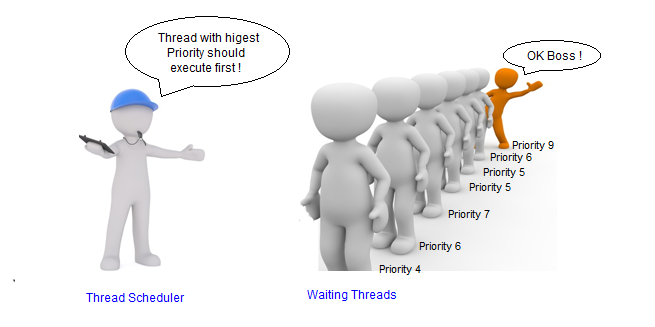 Thread with higest
Priority should
execute first !
OK Boss !
Priority 9
Priority 6
Priority 5
Priority 5
Priority 7
Priority 6
Priority 4
Thread Scheduler
Waiting Threads